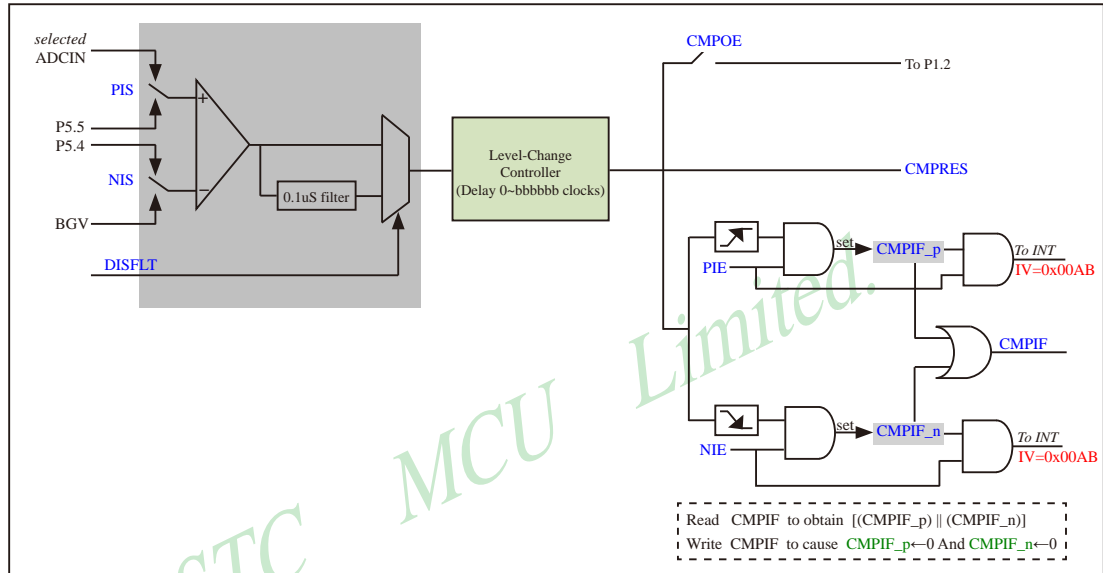 selected
ADCIN
PIS
P5.5
P5.4
NIS
BGV
DISFLT
+
−
0.1uS filter
Level-Change
Controller
(Delay 0~bbbbbb clocks)
CMPOE
To P1.2
CMPRES
PIE
set
CMPIF_p
To INT
IV=0x00AB
CMPIF
NIE
set
CMPIF_n
To INT
IV=0x00AB
Read CMPIF to obtain [(CMPIF_p) || (CMPIF_n)]
Write CMPIF to cause CMPIF_p←0 And CMPIF_n←0
STC MCU Limited.